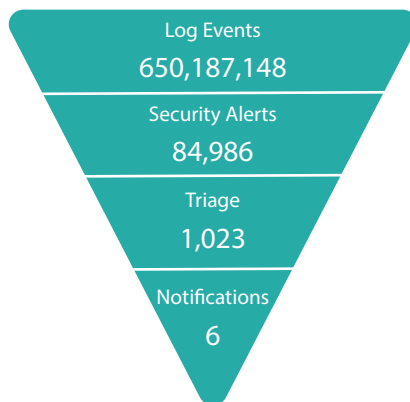 Log Events
650,187,148
Security Alerts
84,986
Triage
1,023
Notifications
6